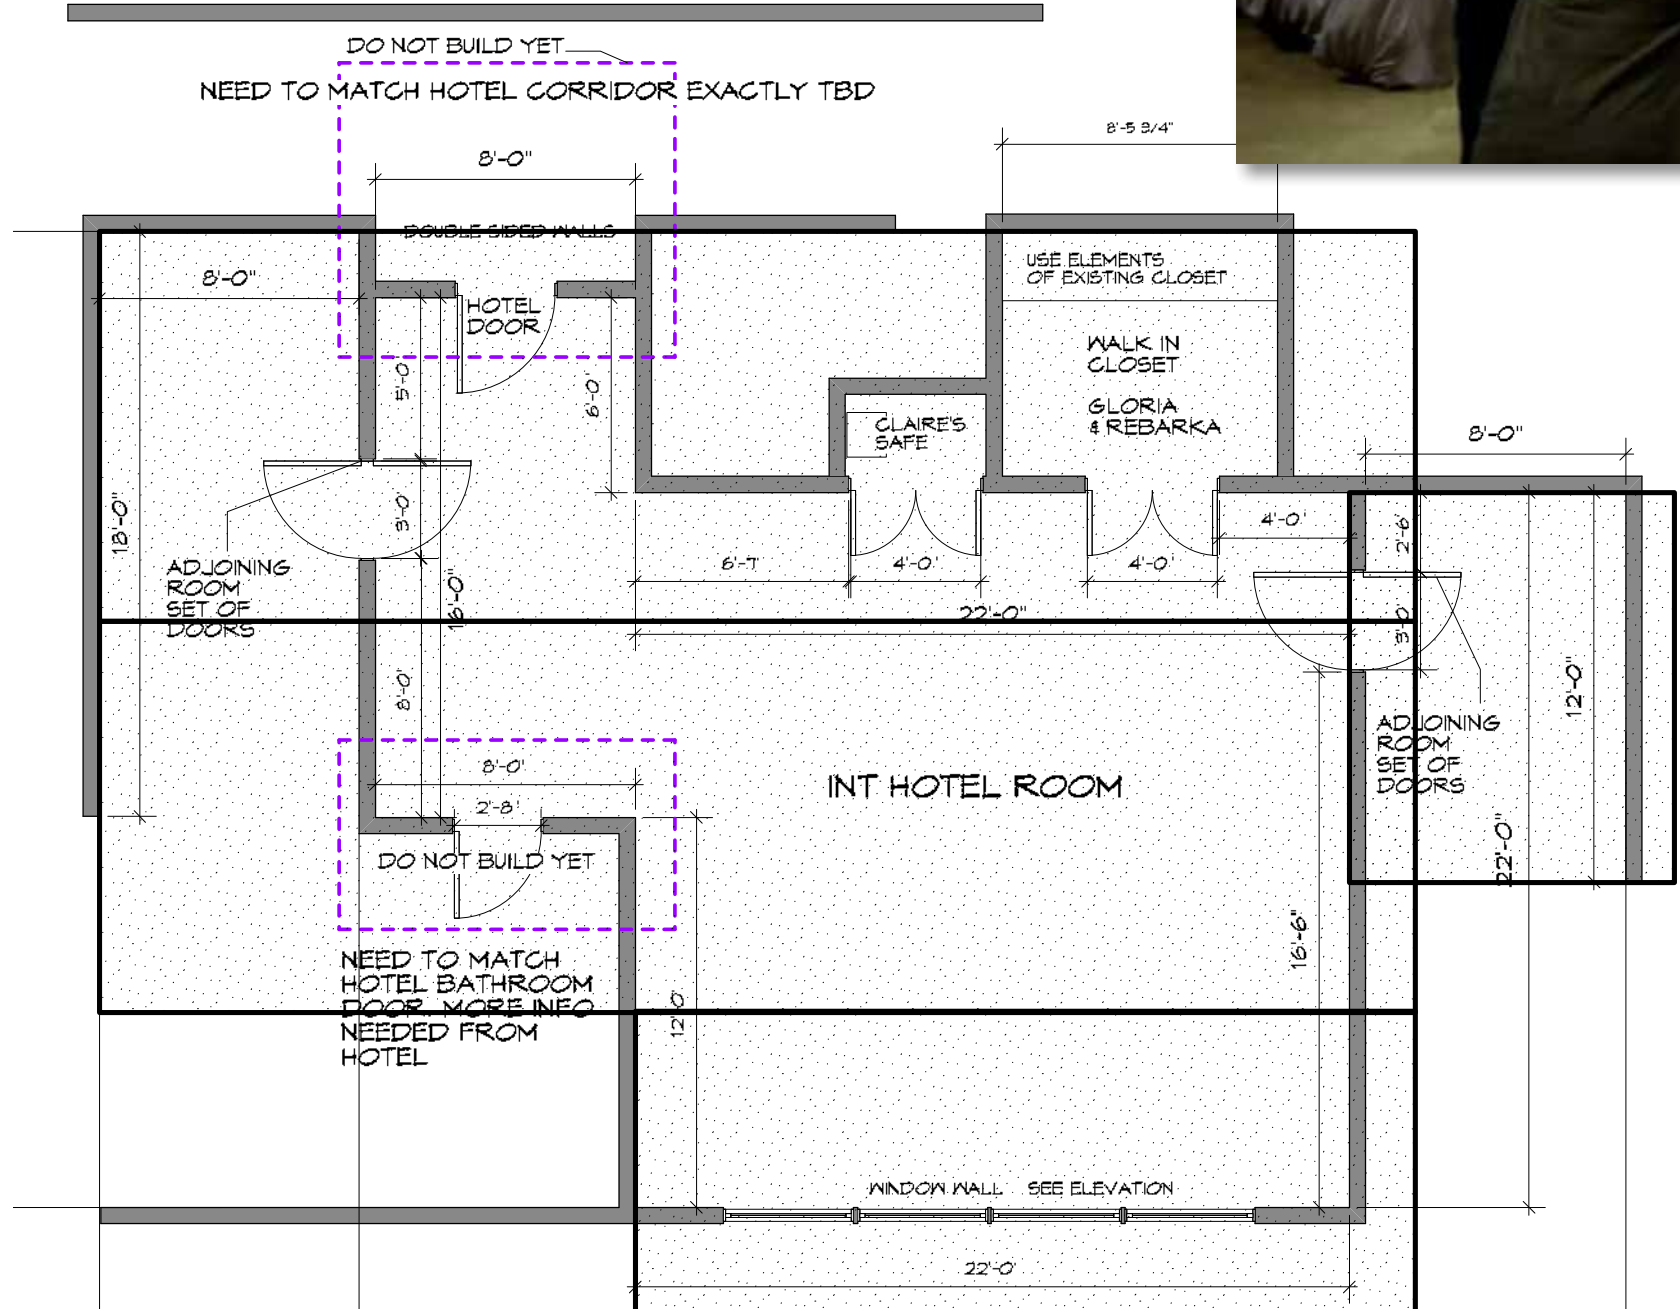 DO NOT BUILD YET
NEED TO MATCH HOTEL CORRIDOR EXACTLY TBD
8'-5 3/4"
8'-0"
DOUBLE SIDED WALLS
8'-0"
USE ELEMENTS
OF EXISTING CLOSET
HOTEL
DOOR
WALK IN
CLOSET
GLORIA
& REBARKA
5'-0
6'-0'
CLAIRE'S
SAFE
8'-0"
18'-0"
3'-0
4'-0'
2'-6'
6'-7
4'-0'
4'-0'
ADJOINING
ROOM
SET OF
DOORS
16'-0"
22'-0"
3'-0
8'-0'
12'-0"
ADJOINING
ROOM
SET OF
DOORS
8'-0'
2'-8'
INT HOTEL ROOM
DO NOT BUILD YET
22'-0"
16'-6"
NEED TO MATCH
HOTEL BATHROOM
DOOR. MORE INFO
NEEDED FROM
HOTEL
12'-0'
WINDOW WALL SEE ELEVATION
22'-0'